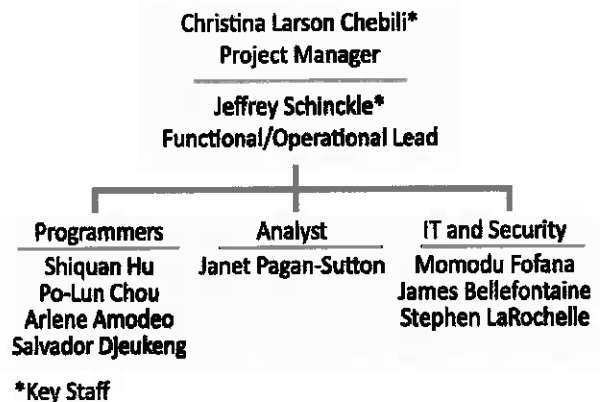 Christina Larson Chebili*
Project Manager
Jeffrey Schinckle*
Functional/Operational Lead
Programmers
Shiquan Hu
Po-Lun Chou
Arlene Amodeo
Salvador Djeukeng
Analyst
Janet Pagan-Sutton
IT and Security
Momodu Fofana
James Bellefontaine
Stephen LaRochelle
*Key Staff